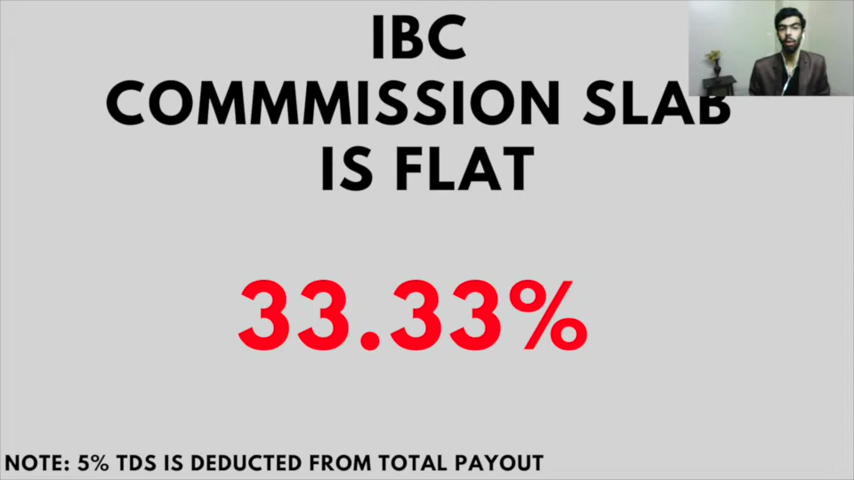 IBC
COMMMISSION SLAB
IS FLAT
33.33%
NOTE: 5% TDS IS DEDUCTED FROM TOTAL PAYOUT